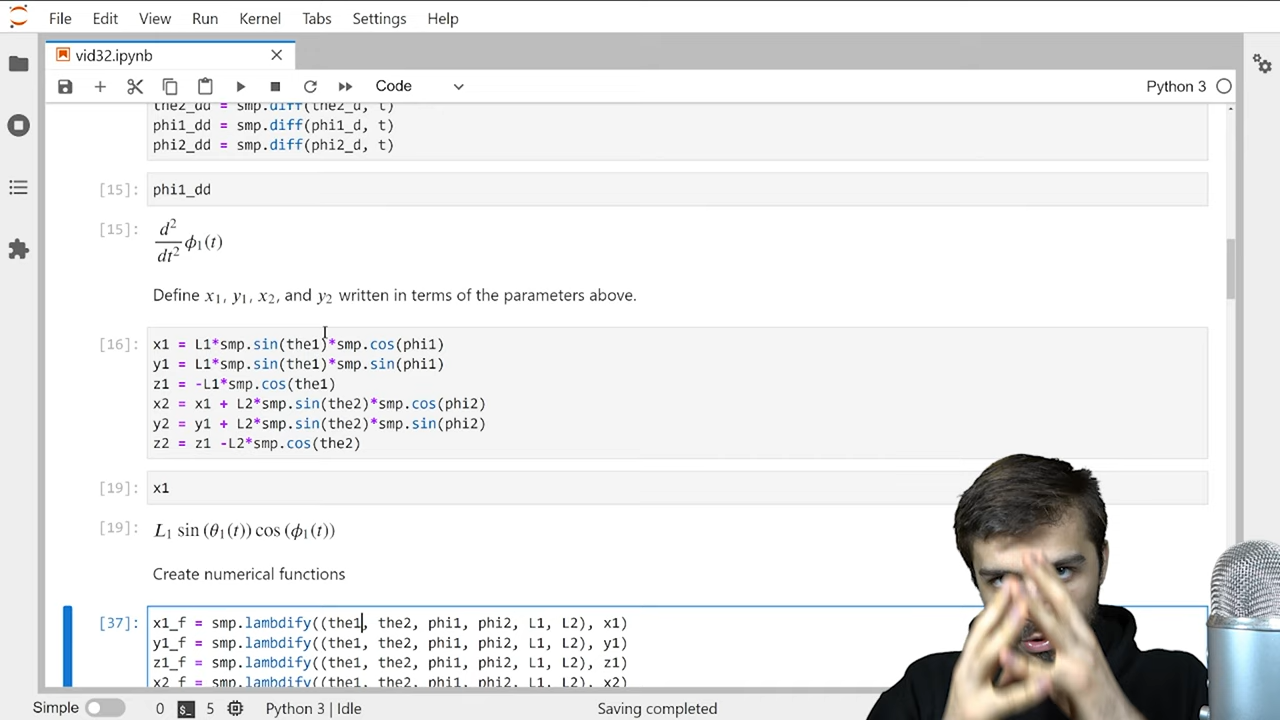 File Edit View Run Kernel Tabs Settings Help
vid32.ipynb
Code
Python 3
the2_dd = smp.diff(the2_d, t)
phi1_dd = smp.diff(phi1_d, t)
phi2_dd = smp.diff(phi2_d, t)
[15]: phi1_dd
[15]: d²/dt² ϕ₁(t)
Define x₁, y₁, x₂, and y₂ written in terms of the parameters above.
[16]: x1 = L1*smp.sin(the1)*smp.cos(phi1)
y1 = L1*smp.sin(the1)*smp.sin(phi1)
z1 = -L1*smp.cos(the1)
x2 = x1 + L2*smp.sin(the2)*smp.cos(phi2)
y2 = y1 + L2*smp.sin(the2)*smp.sin(phi2)
z2 = z1 -L2*smp.cos(the2)
[19]: x1
[19]: L₁ sin (θ₁(t)) cos (ϕ₁(t))
Create numerical functions
[37]: x1_f = smp.lambdify((the1, the2, phi1, phi2, L1, L2), x1)
y1_f = smp.lambdify((the1, the2, phi1, phi2, L1, L2), y1)
z1_f = smp.lambdify((the1, the2, phi1, phi2, L1, L2), z1)
x2_f = smp.lambdify((the1, the2, phi1, phi2, L1, L2), x2)
Simple 0 5 Python 3 | Idle Saving completed